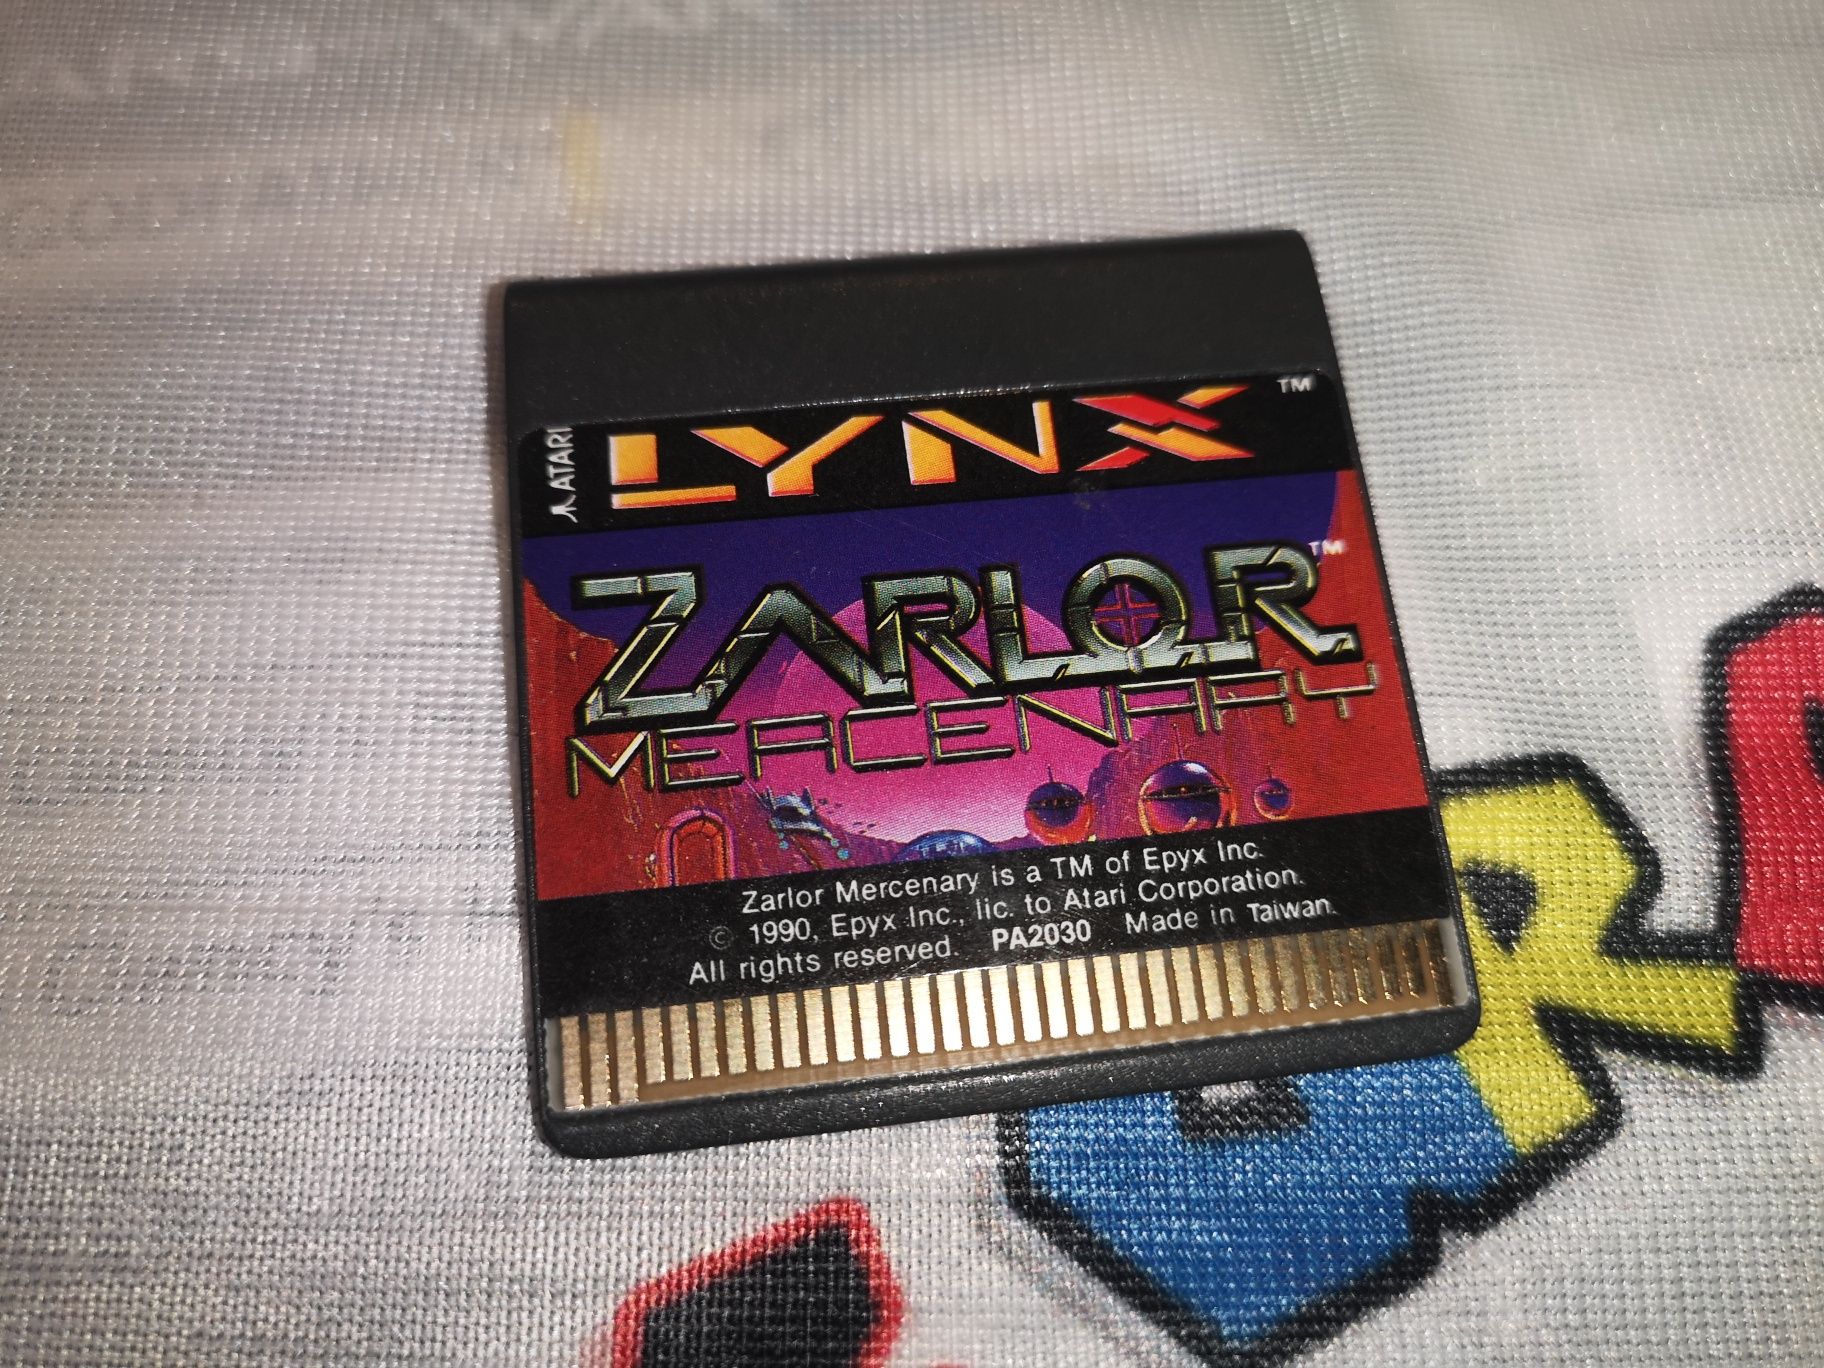 ATARI
LYNX™
ZARLOR™
MERCENARY
Zarlor Mercenary is a TM of Epyx Inc.
© 1990, Epyx Inc., lic. to Atari Corporation.
All rights reserved. PA2030 Made in Taiwan.